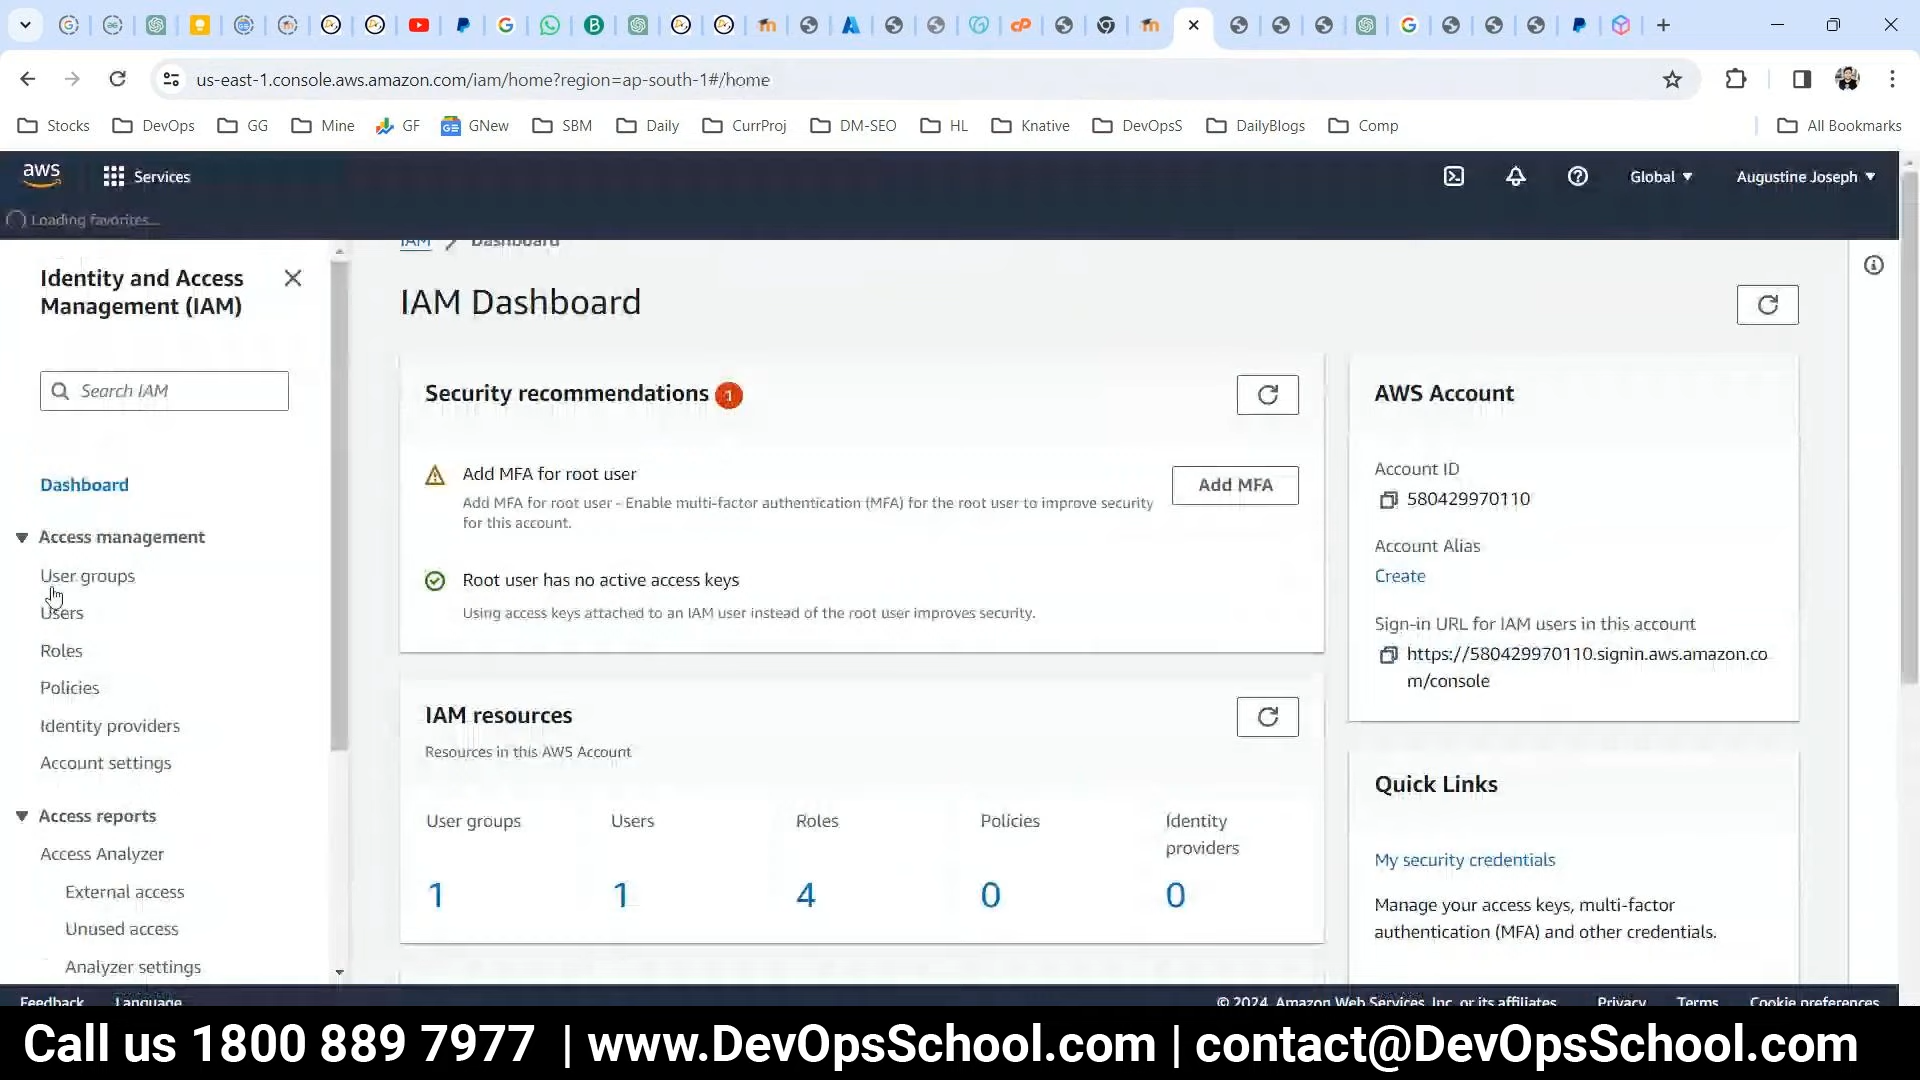 us-east-1.console.aws.amazon.com/iam/home?region=ap-south-1#/home
Stocks DevOps GG Mine GF GNew SBM Daily CurrProj DM-SEO HL Knative DevOpsS DailyBlogs Comp All Bookmarks
aws Services Global Augustine Joseph
Loading favorites...
IAM Dashboard
Identity and Access
Management (IAM)
Search IAM
Dashboard
Access management
User groups
Users
Roles
Policies
Identity providers
Account settings
Access reports
Access Analyzer
External access
Unused access
Analyzer settings
IAM Dashboard
Security recommendations 1
Add MFA for root user
Add MFA for root user - Enable multi-factor authentication (MFA) for the root user to improve security
for this account.
Add MFA
Root user has no active access keys
Using access keys attached to an IAM user instead of the root user improves security.
IAM resources
Resources in this AWS Account
User groups Users Roles Policies Identity
providers
1 1 4 0 0
AWS Account
Account ID
580429970110
Account Alias
Create
Sign-in URL for IAM users in this account
https://580429970110.signin.aws.amazon.co
m/console
Quick Links
My security credentials
Manage your access keys, multi-factor
authentication (MFA) and other credentials.
Feedback Language © 2024, Amazon Web Services, Inc. or its affiliates. Privacy Terms Cookie preferences
Call us 1800 889 7977 | www.DevOpsSchool.com | contact@DevOpsSchool.com